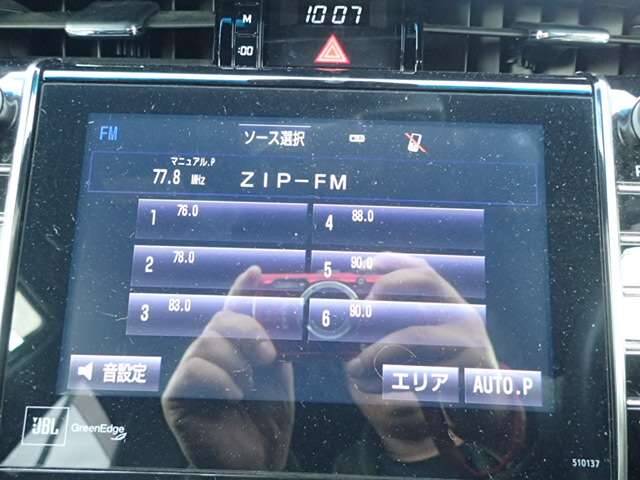 M
10:07
:00
FM
ソース選択
マニュアル.P
77.8 MHz ZIP-FM
1 76.0
4 88.0
2 78.0
5 90.0
3 83.0
6 90.0
音設定
エリア
AUTO.P
JBL GreenEdge
510137